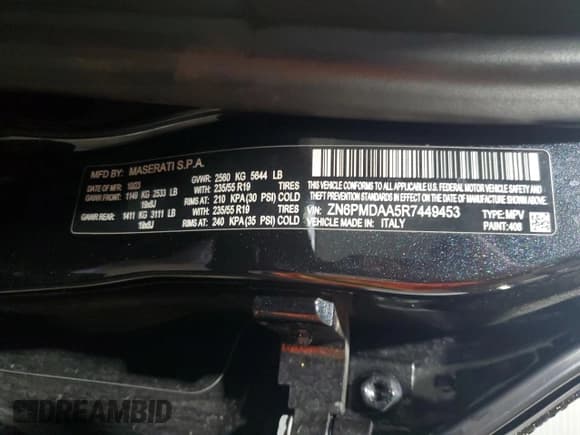 MFD BY: MASERATI S.P.A.
DATE OF MFR: 10/23 GVWR: 2560 KG 5644 LB
GWAR FRONT: 1149 KG 2533 LB WITH: 235/55 R19 TIRES
19x8J RIMS AT: 210 KPA(30 PSI) COLD
GWAR REAR: 1411 KG 3111 LB WITH: 235/55 R19 TIRES
19x8J RIMS AT: 240 KPA(35 PSI) COLD
THIS VEHICLE CONFORMS TO ALL APPLICABLE
U.S.A. FEDERAL MOTOR VEHICLE SAFETY AND
THEFT PREVENTION STANDARDS IN EFFECT ON
THE DATE OF MANUFACTURE SHOWN ABOVE.
VIN: ZN6PMDAA5R7449453 TYPE: MPV
VEHICLE MADE IN: ITALY PAINT: 408
DREAMBID